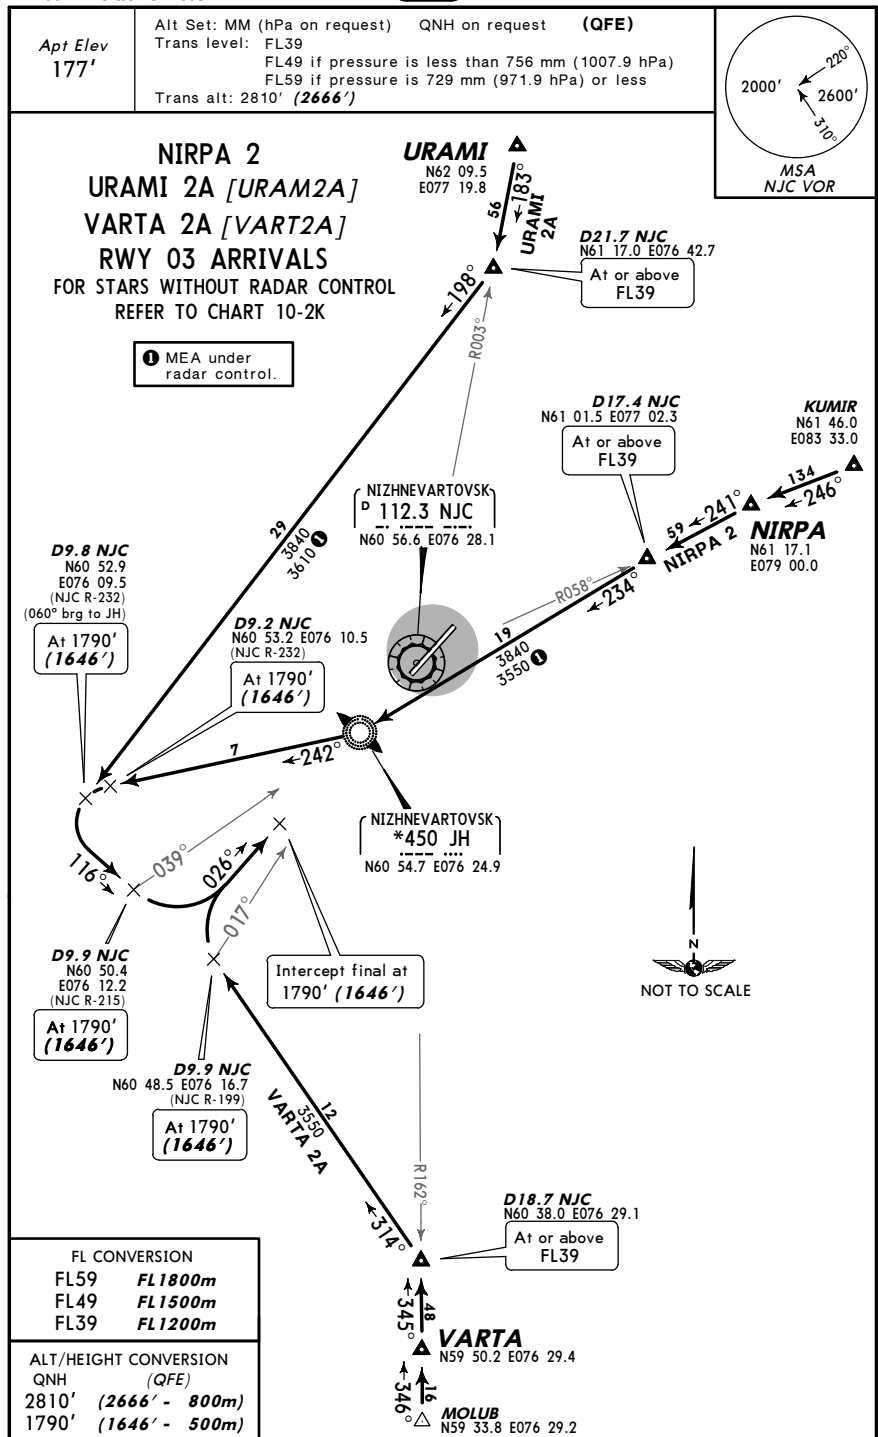 Apt Elev
177'
Alt Set: MM (hPa on request) QNH on request (QFE)
Trans level: FL39
FL49 if pressure is less than 756 mm (1007.9 hPa)
FL59 if pressure is 729 mm (971.9 hPa) or less
Trans alt: 2810' (2666')
2000'
220°
2600'
310°
MSA
NJC VOR
NIRPA 2
URAMI 2A [URAM2A]
VARTA 2A [VART2A]
RWY 03 ARRIVALS
FOR STARS WITHOUT RADAR CONTROL
REFER TO CHART 10-2K
1 MEA under
radar control.
URAMI
N62 09.5
E077 19.8
56
183°
URAMI
2A
D21.7 NJC
N61 17.0 E076 42.7
At or above
FL39
198°
R003°
D17.4 NJC
N61 01.5 E077 02.3
At or above
FL39
KUMIR
N61 46.0
E083 33.0
134
246°
NIRPA
N61 17.1
E079 00.0
59
241°
NIRPA 2
NIZHNEVARTOVSK
D 112.3 NJC
N60 56.6 E076 28.1
29
3840
3610 1
R058°
234°
19
3840
3550 1
D9.8 NJC
N60 52.9
E076 09.5
(NJC R-232)
(060° brg to JH)
At 1790'
(1646')
D9.2 NJC
N60 53.2 E076 10.5
(NJC R-232)
At 1790'
(1646')
7
242°
NIZHNEVARTOVSK
*450 JH
N60 54.7 E076 24.9
116°
039°
026°
017°
D9.9 NJC
N60 50.4
E076 12.2
(NJC R-215)
At 1790'
(1646')
Intercept final at
1790' (1646')
N
NOT TO SCALE
D9.9 NJC
N60 48.5 E076 16.7
(NJC R-199)
At 1790'
(1646')
12
3550
VARTA 2A
R162°
314°
D18.7 NJC
N60 38.0 E076 29.1
At or above
FL39
48
345°
VARTA
N59 50.2 E076 29.4
16
346°
MOLUB
N59 33.8 E076 29.2
FL CONVERSION
FL59 FL1800m
FL49 FL1500m
FL39 FL1200m
ALT/HEIGHT CONVERSION
QNH (QFE)
2810' (2666' - 800m)
1790' (1646' - 500m)